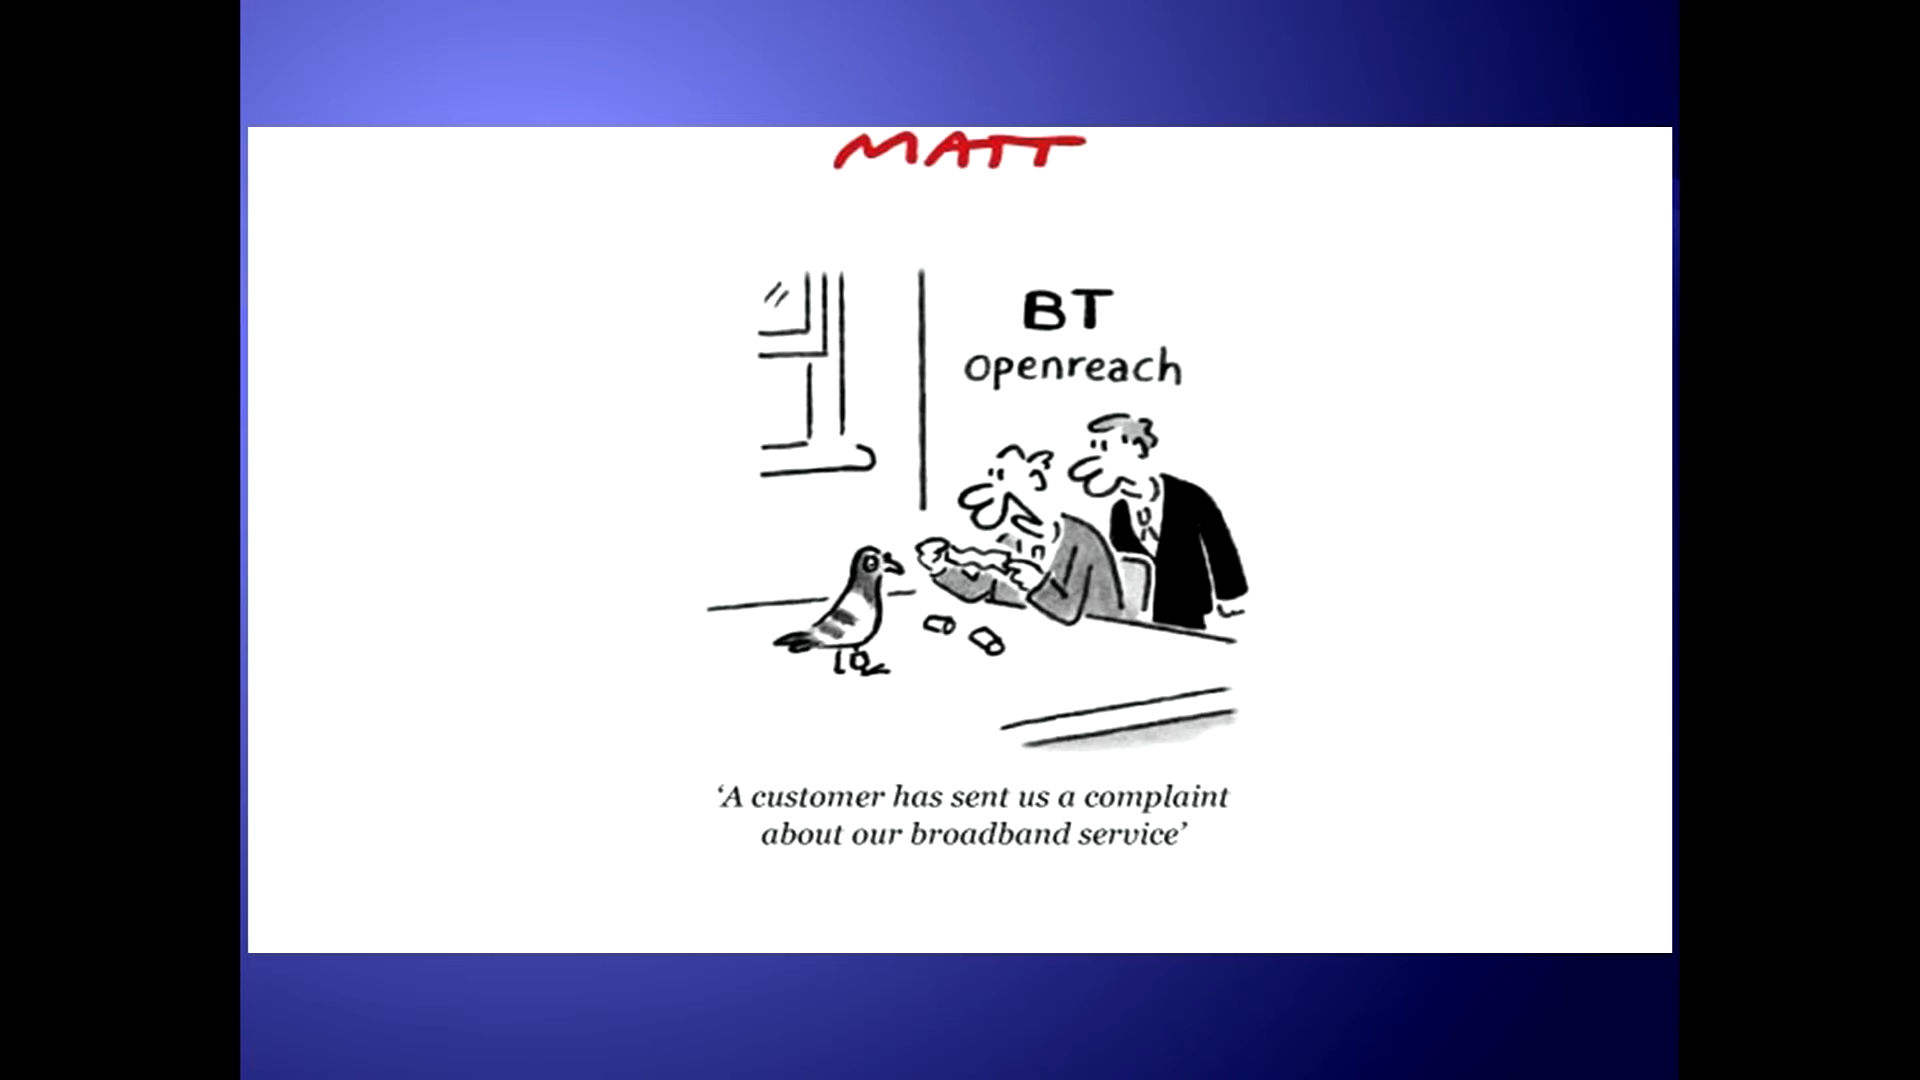 MATT
BT
openreach
‘A customer has sent us a complaint
about our broadband service’